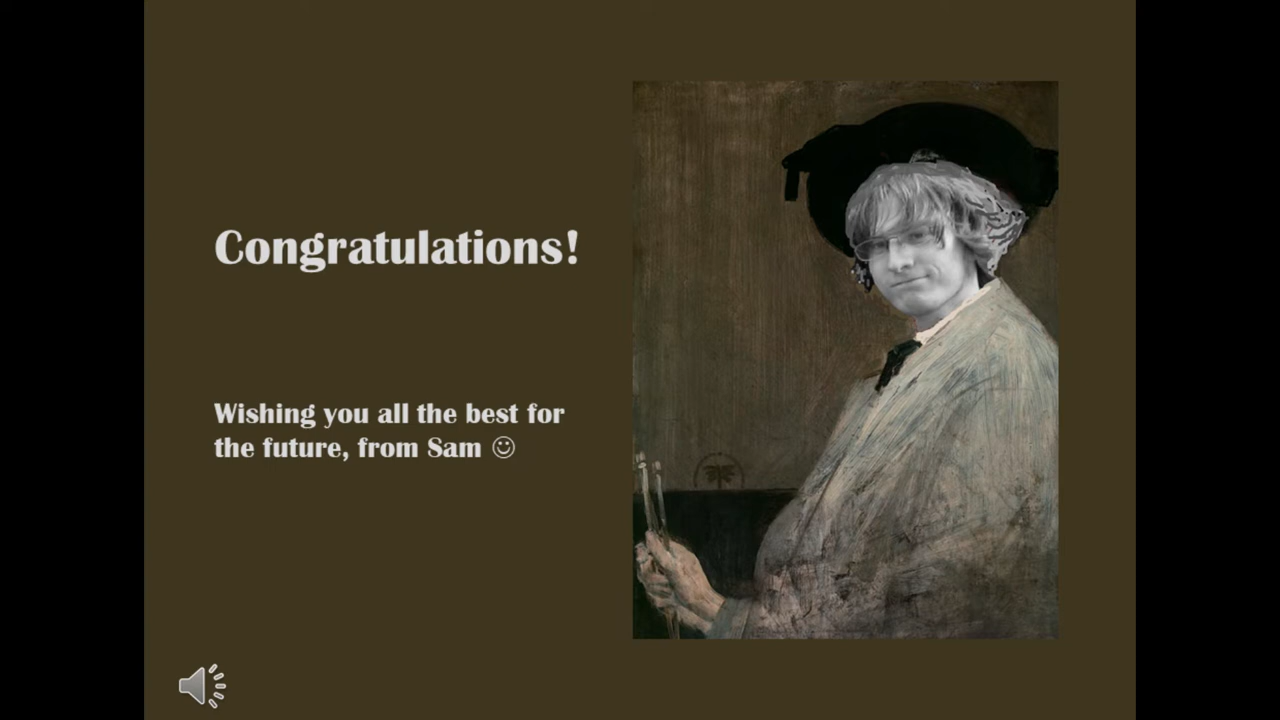 Congratulations!
Wishing you all the best for
the future, from Sam ☺